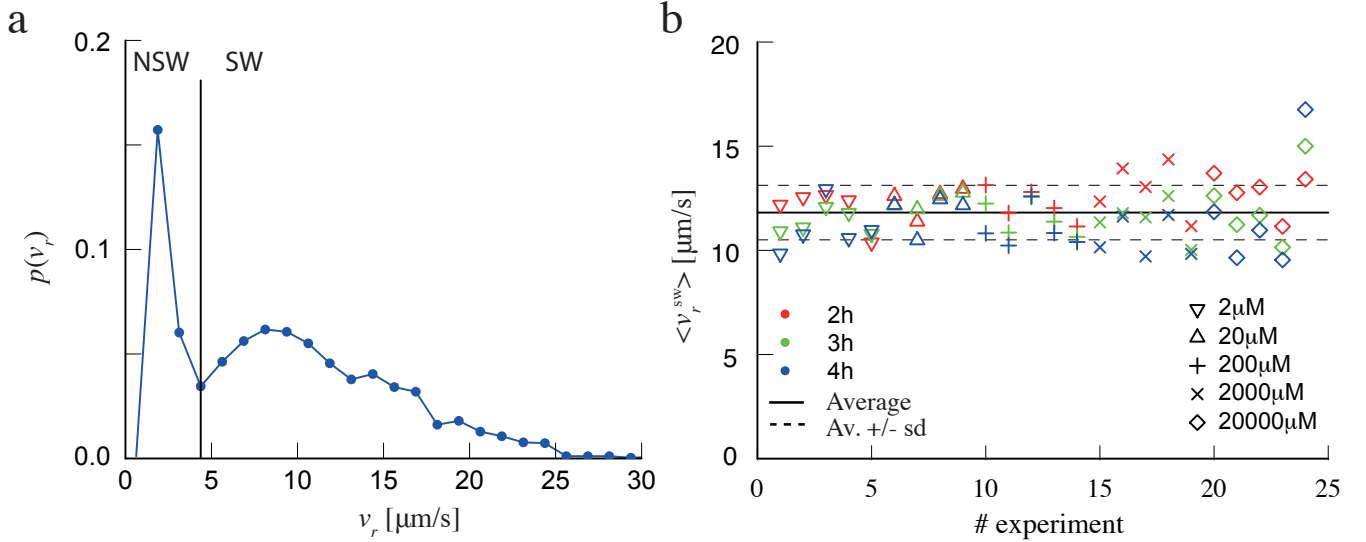 a
0.2
0.1
0.0
p(v_r)
NSW
SW
0
5
10
15
20
25
30
v_r [μm/s]
b
20
15
10
5
0
<v_r^sw> [μm/s]
2h
3h
4h
Average
Av. +/- sd
2μM
20μM
200μM
2000μM
20000μM
0
5
10
15
20
25
# experiment